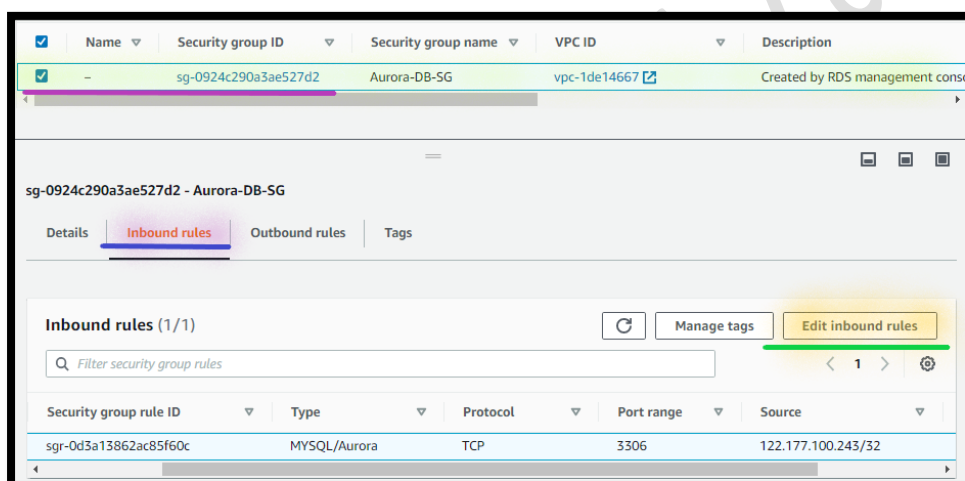 Name Security group ID Security group name VPC ID Description
– sg-0924c290a3ae527d2 Aurora-DB-SG vpc-1de14667 Created by RDS management conso
sg-0924c290a3ae527d2 - Aurora-DB-SG
Details Inbound rules Outbound rules Tags
Inbound rules (1/1) Manage tags Edit inbound rules
Filter security group rules 1
Security group rule ID Type Protocol Port range Source
sgr-0d3a13862ac85f60c MYSQL/Aurora TCP 3306 122.177.100.243/32